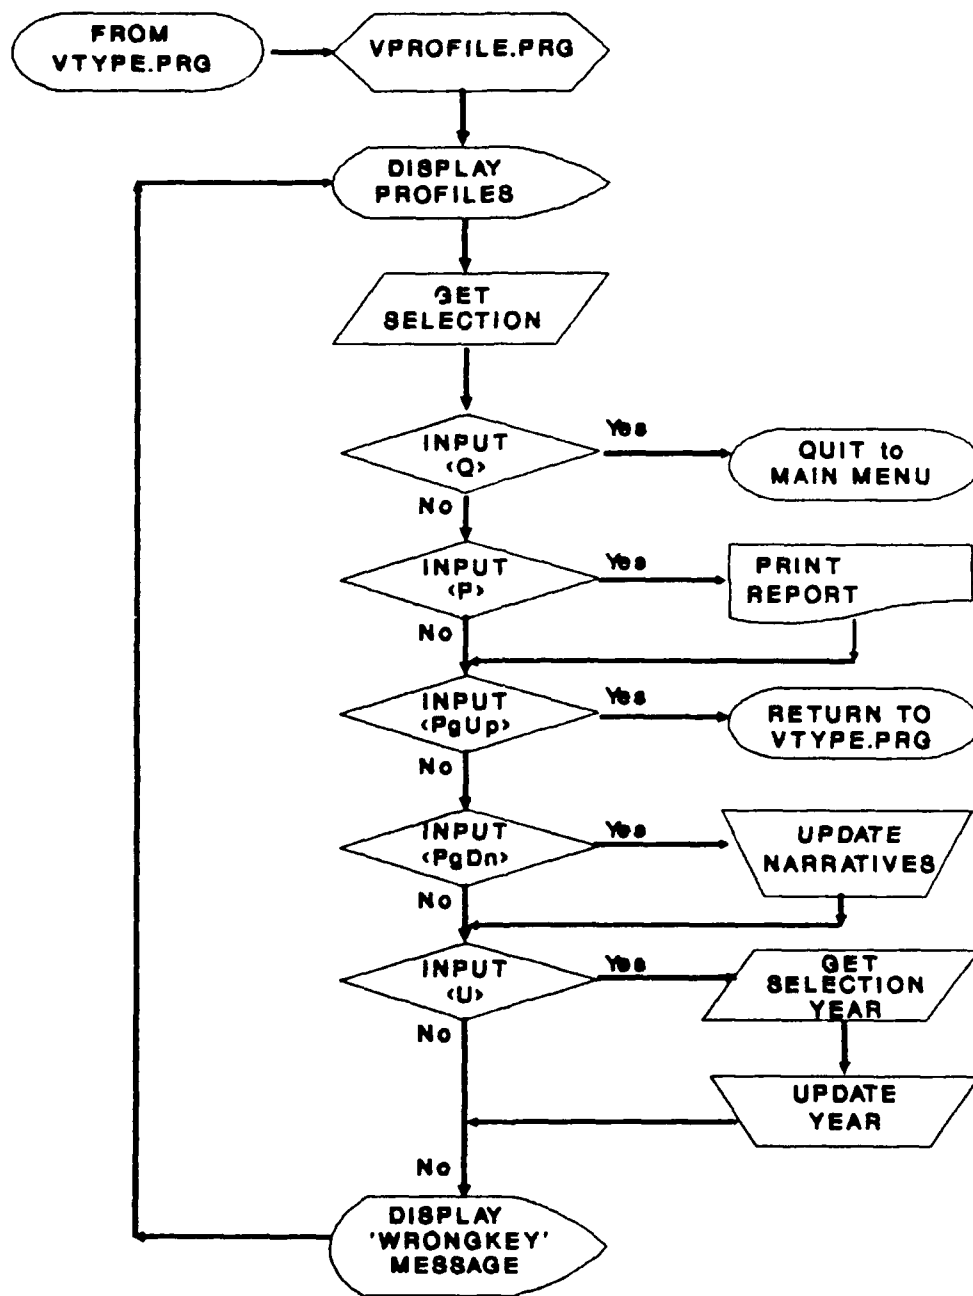 FROM
VTYPE.PRG
VPROFILE.PRG
DISPLAY
PROFILES
GET
SELECTION
INPUT
<Q>
Yes
QUIT to
MAIN MENU
No
INPUT
<P>
Yes
PRINT
REPORT
No
INPUT
<PgUp>
Yes
RETURN TO
VTYPE.PRG
No
INPUT
<PgDn>
Yes
UPDATE
NARRATIVES
No
INPUT
<U>
Yes
GET
SELECTION
YEAR
No
UPDATE
YEAR
No
DISPLAY
'WRONGKEY'
MESSAGE